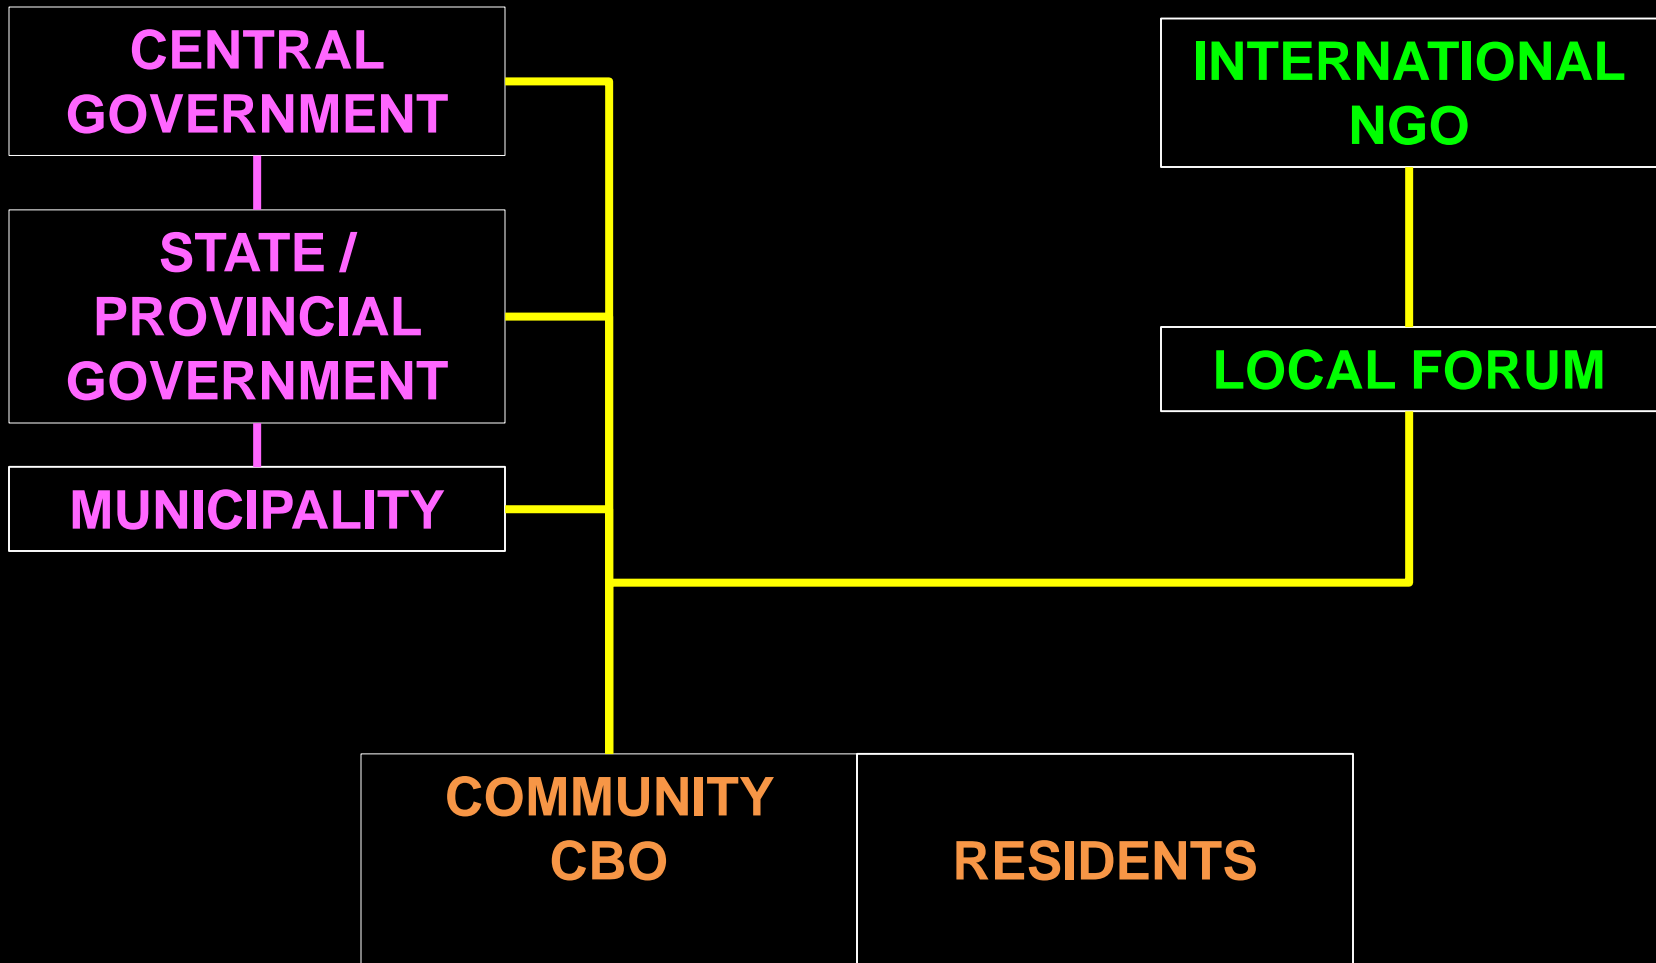 CENTRAL
GOVERNMENT
INTERNATIONAL
NGO
STATE /
PROVINCIAL
GOVERNMENT
LOCAL FORUM
MUNICIPALITY
COMMUNITY
CBO
RESIDENTS